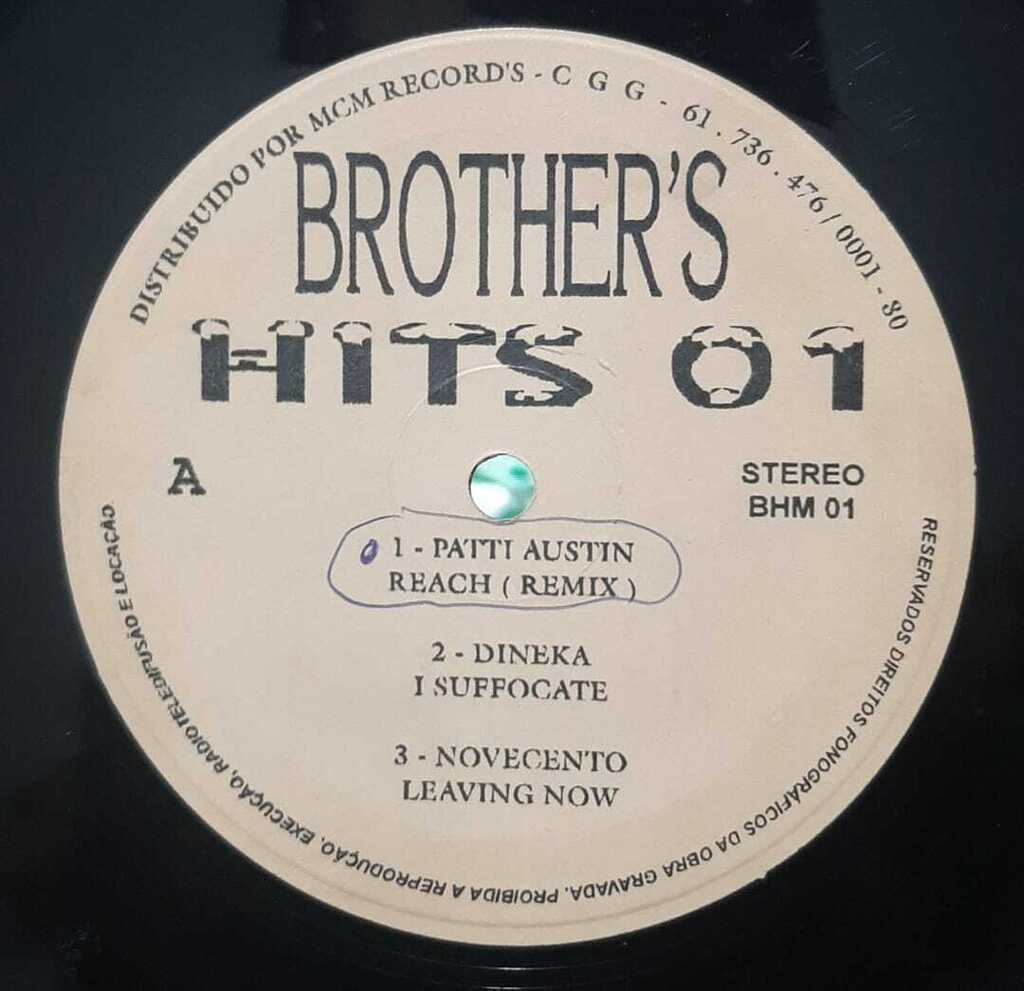 DISTRIBUIDO POR MCM RECORD'S - C G G - 61 . 736 . 476 / 0001 - 80
BROTHER'S
HITS 01
A
STEREO
BHM 01
1 - PATTI AUSTIN
REACH ( REMIX )
2 - DINEKA
I SUFFOCATE
3 - NOVECENTO
LEAVING NOW
RESERVADOS DIREITOS FONOGRÁFICOS DA OBRA GRAVADA. PROIBIDA A REPRODUÇÃO, EXECUÇÃO, RADIOTELEDIFUSÃO E LOCAÇÃO